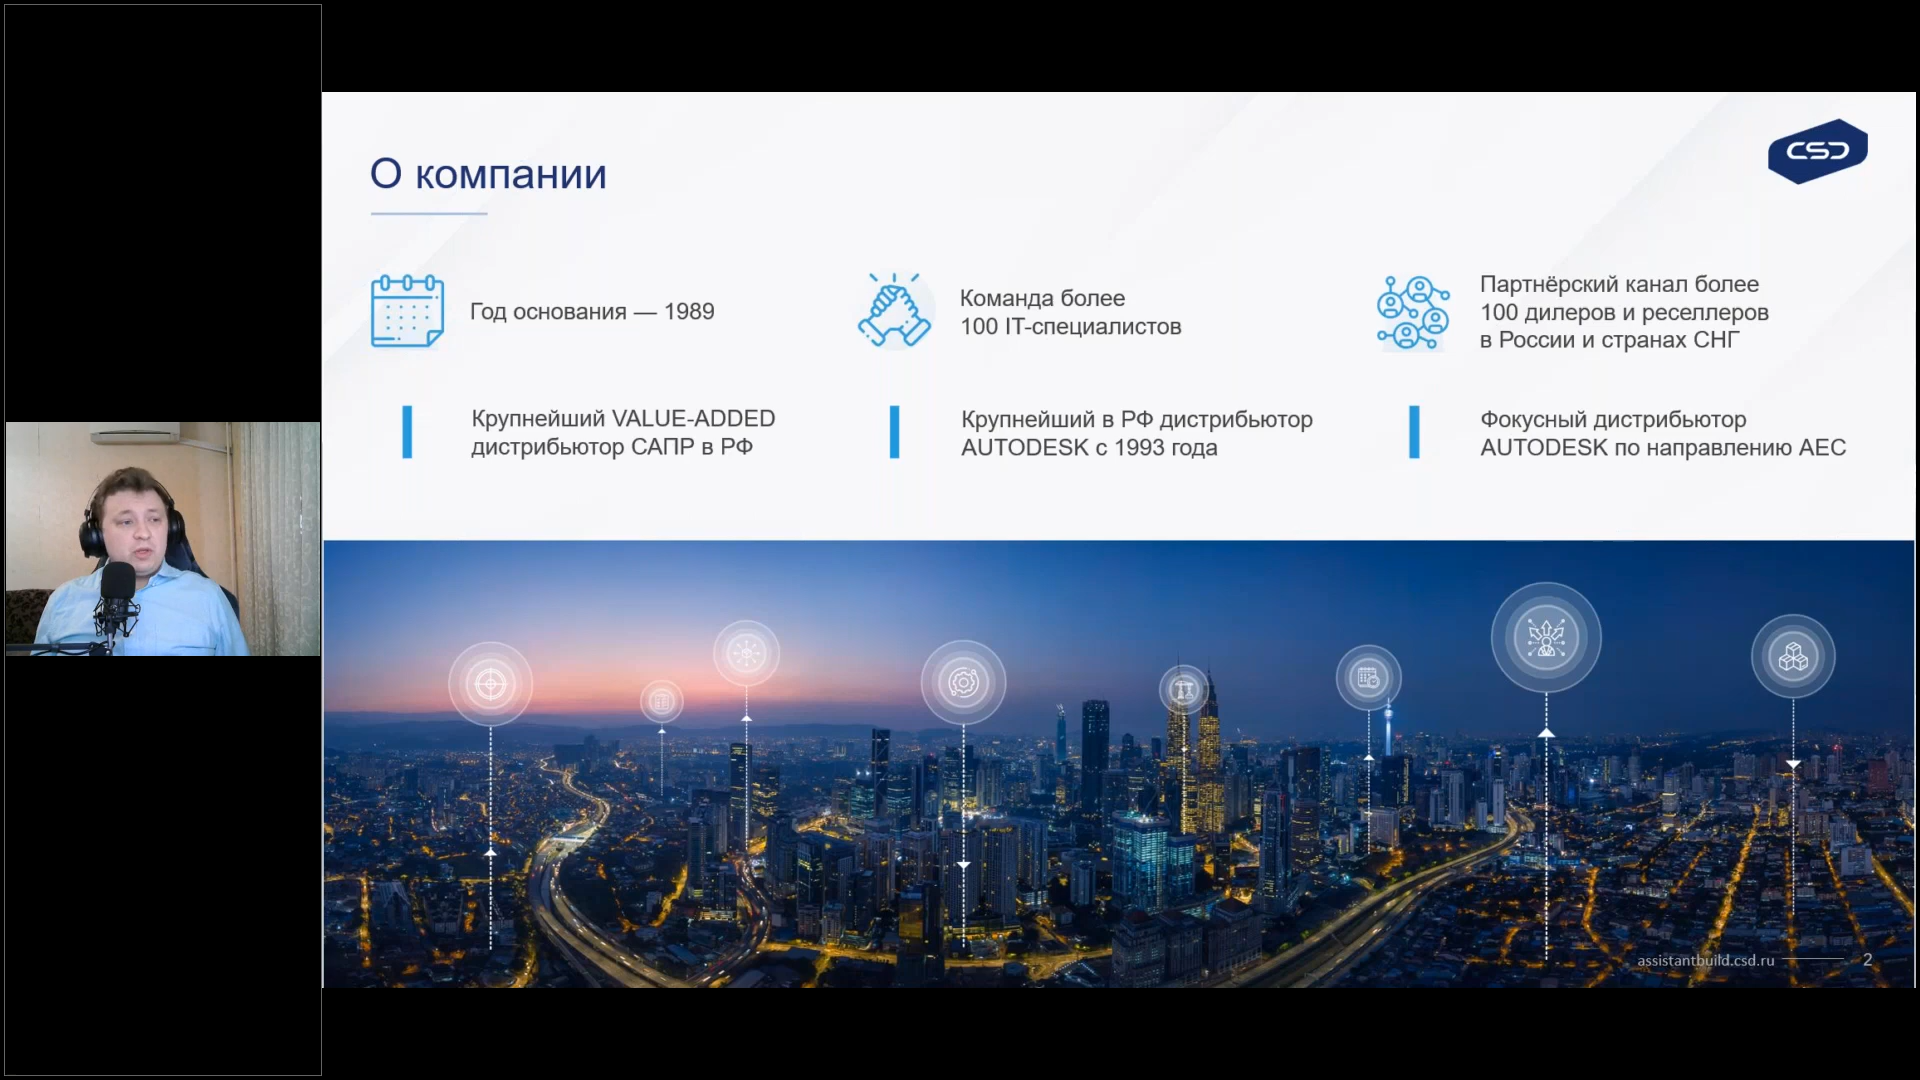 О компании
CSD
Год основания — 1989
Команда более
100 IT-специалистов
Партнёрский канал более
100 дилеров и реселлеров
в России и странах СНГ
Крупнейший VALUE-ADDED
дистрибьютор САПР в РФ
Крупнейший в РФ дистрибьютор
AUTODESK с 1993 года
Фокусный дистрибьютор
AUTODESK по направлению AEC
assistantbuild.csd.ru
2